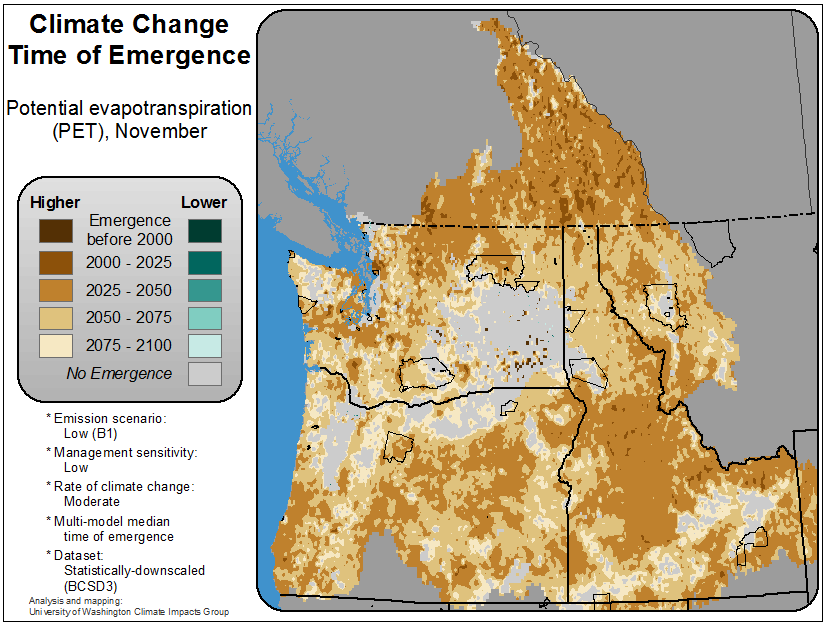 Climate Change
Time of Emergence
Potential evapotranspiration
(PET), November
Higher
Lower
Emergence
before 2000
2000 - 2025
2025 - 2050
2050 - 2075
2075 - 2100
No Emergence
* Emission scenario:
Low (B1)
* Management sensitivity:
Low
* Rate of climate change:
Moderate
* Multi-model median
time of emergence
* Dataset:
Statistically-downscaled
(BCSD3)
Analysis and mapping:
University of Washington Climate Impacts Group